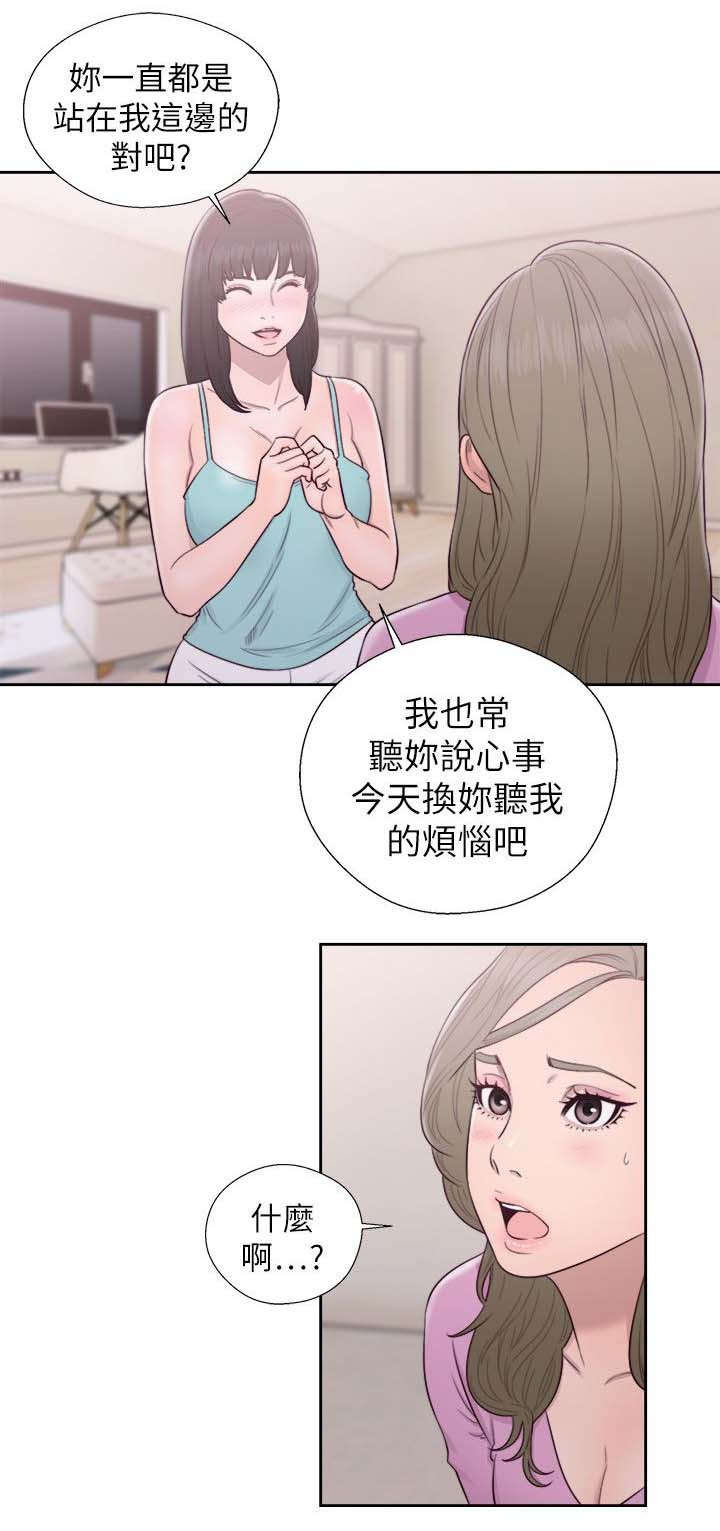 妳一直都是
站在我這邊的
對吧?
我也常
聽妳說心事
今天換妳聽我
的煩惱吧
什麼
啊...?